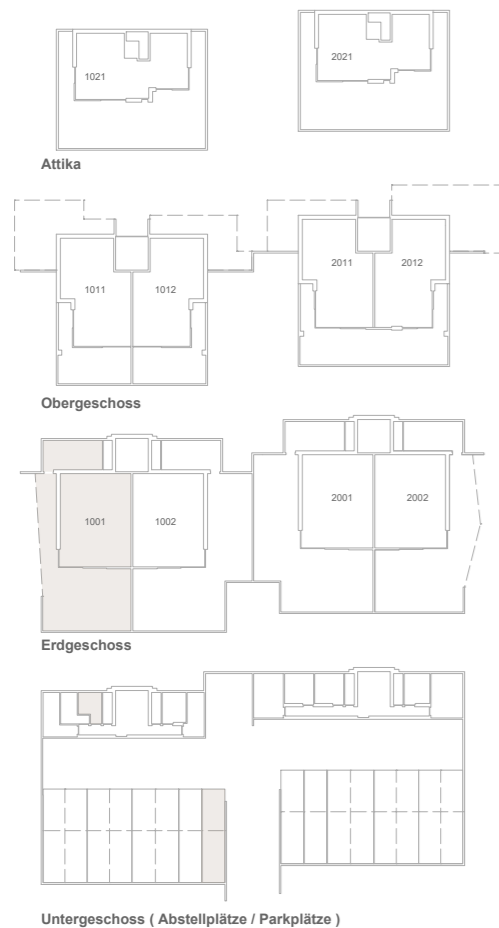 1021
2021
Attika
1011
1012
2011
2012
Obergeschoss
1001
1002
2001
2002
Erdgeschoss
Untergeschoss ( Abstellplätze / Parkplätze )